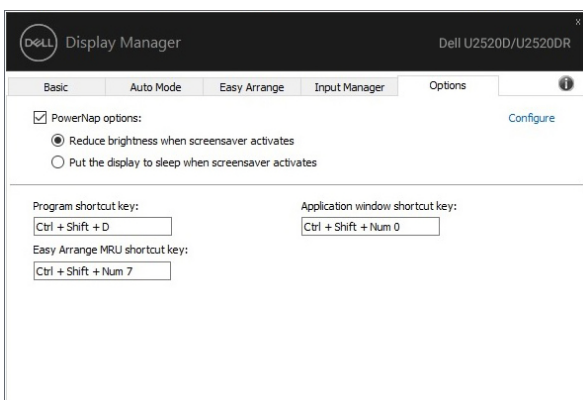 DELL Display Manager
Dell U2520D/U2520DR
x
Basic Auto Mode Easy Arrange Input Manager Options i
PowerNap options: Configure
Reduce brightness when screensaver activates
Put the display to sleep when screensaver activates
Program shortcut key: Application window shortcut key:
Ctrl + Shift + D Ctrl + Shift + Num 0
Easy Arrange MRU shortcut key:
Ctrl + Shift + Num 7